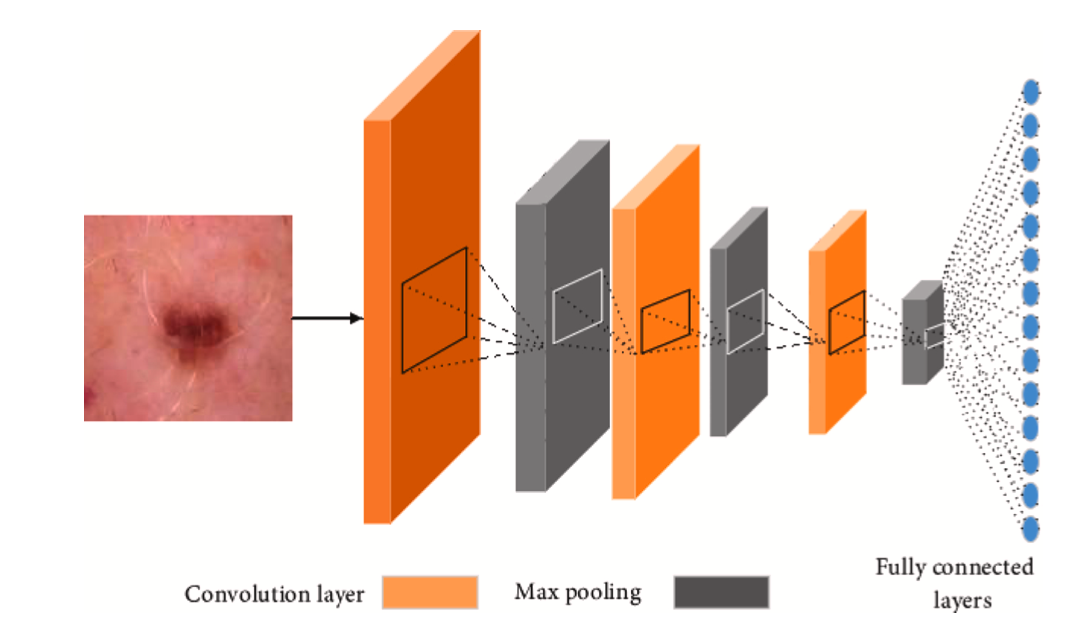 Convolution layer
Max pooling
Fully connected
layers